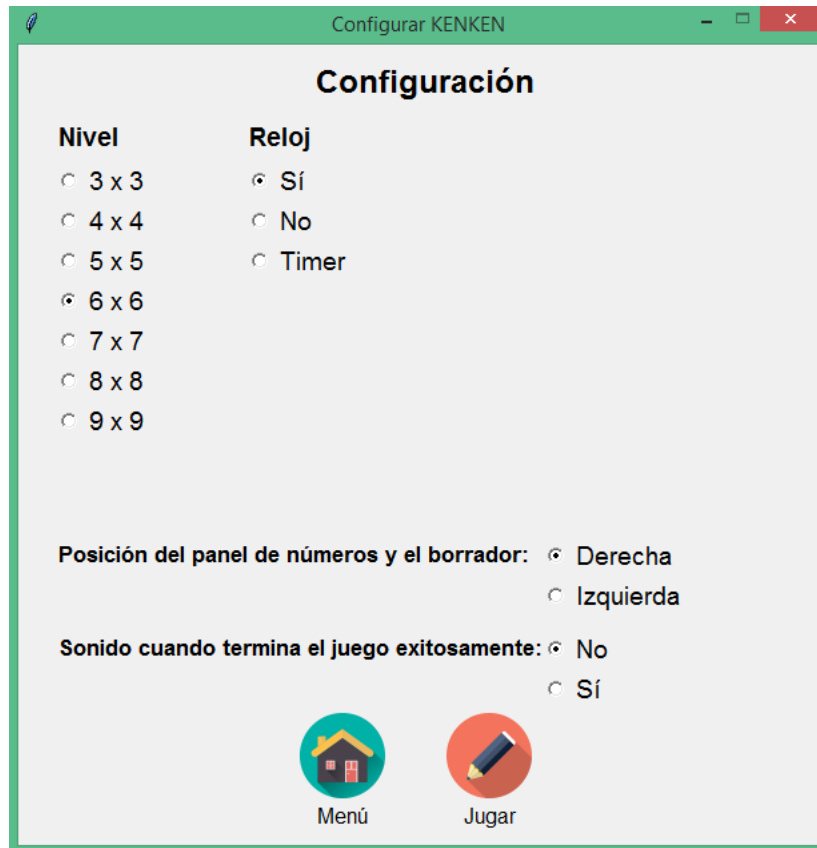 Configurar KENKEN
Configuración
Nivel Reloj
3 x 3 Sí
4 x 4 No
5 x 5 Timer
6 x 6
7 x 7
8 x 8
9 x 9
Posición del panel de números y el borrador: Derecha
Izquierda
Sonido cuando termina el juego exitosamente: No
Sí
Menú Jugar